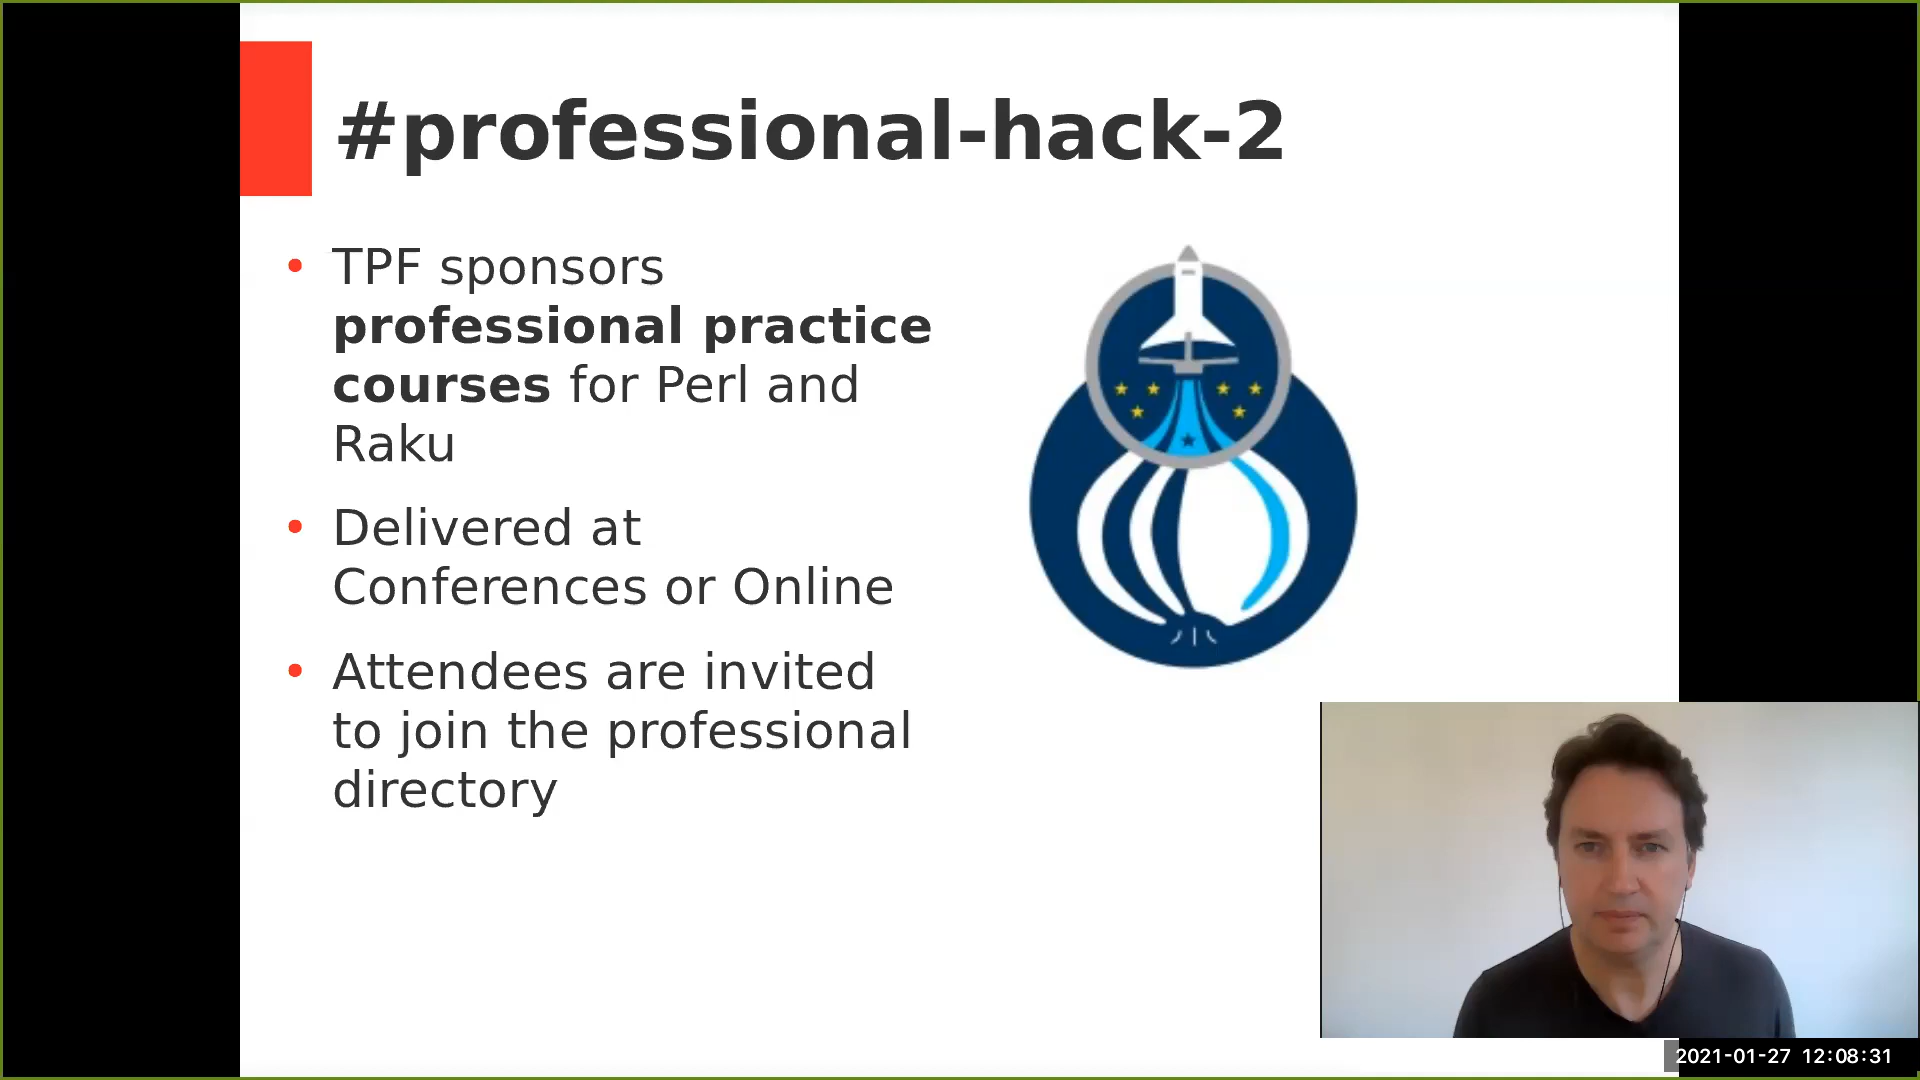 #professional-hack-2
• TPF sponsors
professional practice
courses for Perl and
Raku
• Delivered at
Conferences or Online
• Attendees are invited
to join the professional
directory
2021-01-27 12:08:31